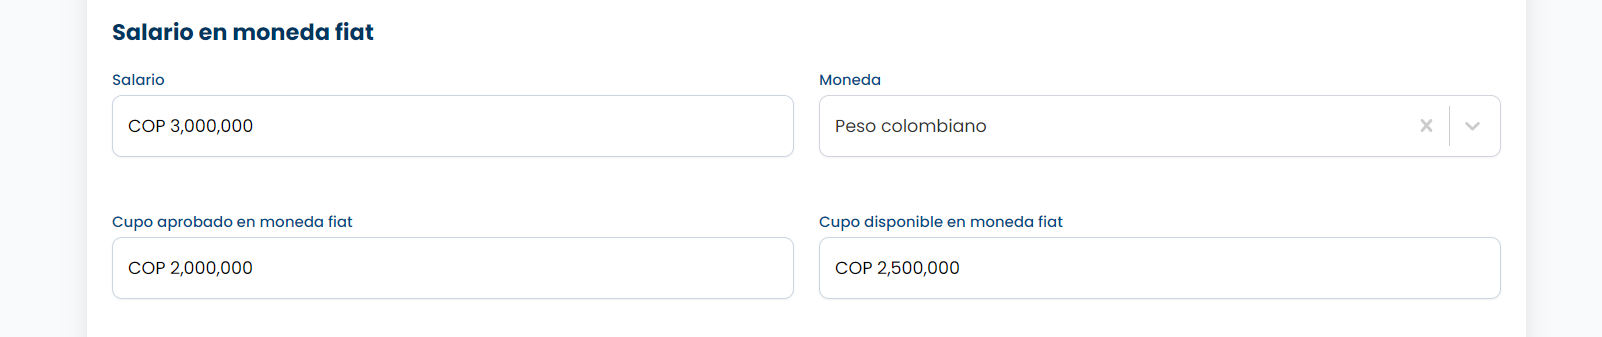 Salario en moneda fiat
Salario
Moneda
COP 3,000,000
Peso colombiano
Cupo aprobado en moneda fiat
Cupo disponible en moneda fiat
COP 2,000,000
COP 2,500,000